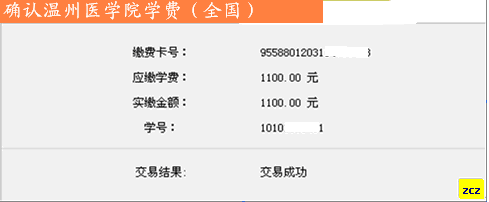 确认温州医学院学费（全国）
缴费卡号： 95588012031 3
应缴学费： 1100.00 元
实缴金额： 1100.00 元
学号： 1010 1
交易结果: 交易成功
zcz